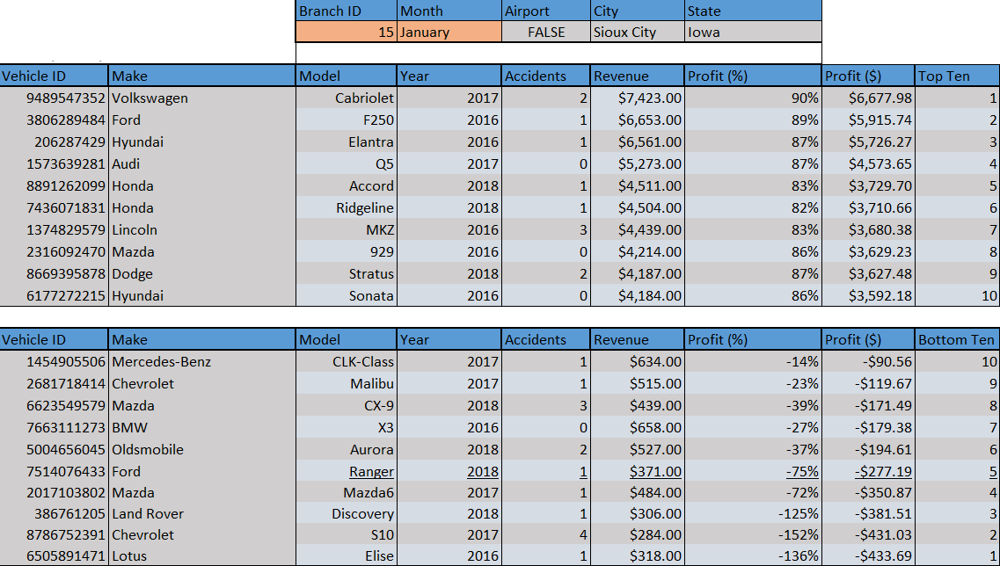 Branch ID Month Airport City State
15 January FALSE Sioux City Iowa
Vehicle ID Make Model Year Accidents Revenue Profit (%) Profit ($) Top Ten
9489547352 Volkswagen Cabriolet 2017 2 $7,423.00 90% $6,677.98 1
3806289484 Ford F250 2016 1 $6,653.00 89% $5,915.74 2
206287429 Hyundai Elantra 2016 1 $6,561.00 87% $5,726.27 3
1573639281 Audi Q5 2017 0 $5,273.00 87% $4,573.65 4
8891262099 Honda Accord 2018 1 $4,511.00 83% $3,729.70 5
7436071831 Honda Ridgeline 2018 1 $4,504.00 82% $3,710.66 6
1374829579 Lincoln MKZ 2016 3 $4,439.00 83% $3,680.38 7
2316092470 Mazda 929 2016 0 $4,214.00 86% $3,629.23 8
8669395878 Dodge Stratus 2018 2 $4,187.00 87% $3,627.48 9
6177272215 Hyundai Sonata 2016 0 $4,184.00 86% $3,592.18 10
Vehicle ID Make Model Year Accidents Revenue Profit (%) Profit ($) Bottom Ten
1454905506 Mercedes-Benz CLK-Class 2017 1 $634.00 -14% -$90.56 10
2681718414 Chevrolet Malibu 2017 1 $515.00 -23% -$119.67 9
6623549579 Mazda CX-9 2018 3 $439.00 -39% -$171.49 8
7663111273 BMW X3 2016 0 $658.00 -27% -$179.38 7
5004656045 Oldsmobile Aurora 2018 2 $527.00 -37% -$194.61 6
7514076433 Ford Ranger 2018 1 $371.00 -75% -$277.19 5
2017103802 Mazda Mazda6 2017 1 $484.00 -72% -$350.87 4
386761205 Land Rover Discovery 2018 1 $306.00 -125% -$381.51 3
8786752391 Chevrolet S10 2017 4 $284.00 -152% -$431.03 2
6505891471 Lotus Elise 2016 1 $318.00 -136% -$433.69 1